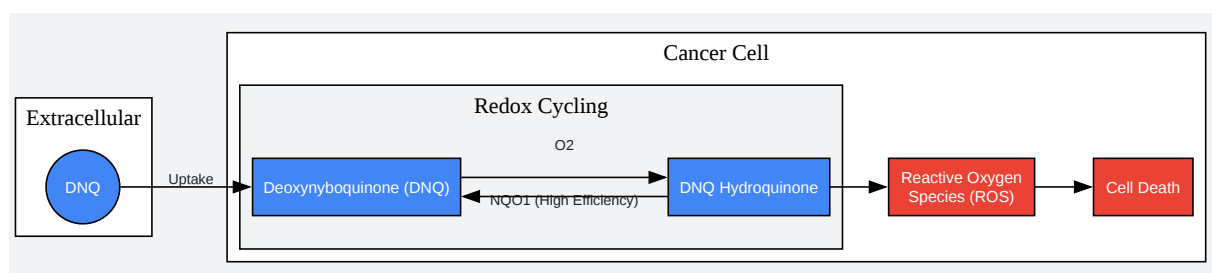 Cancer Cell
Redox Cycling
Extracellular
O2
DNQ
Uptake
Deoxynyboquinone (DNQ)
NQO1 (High Efficiency)
DNQ Hydroquinone
Reactive Oxygen
Species (ROS)
Cell Death